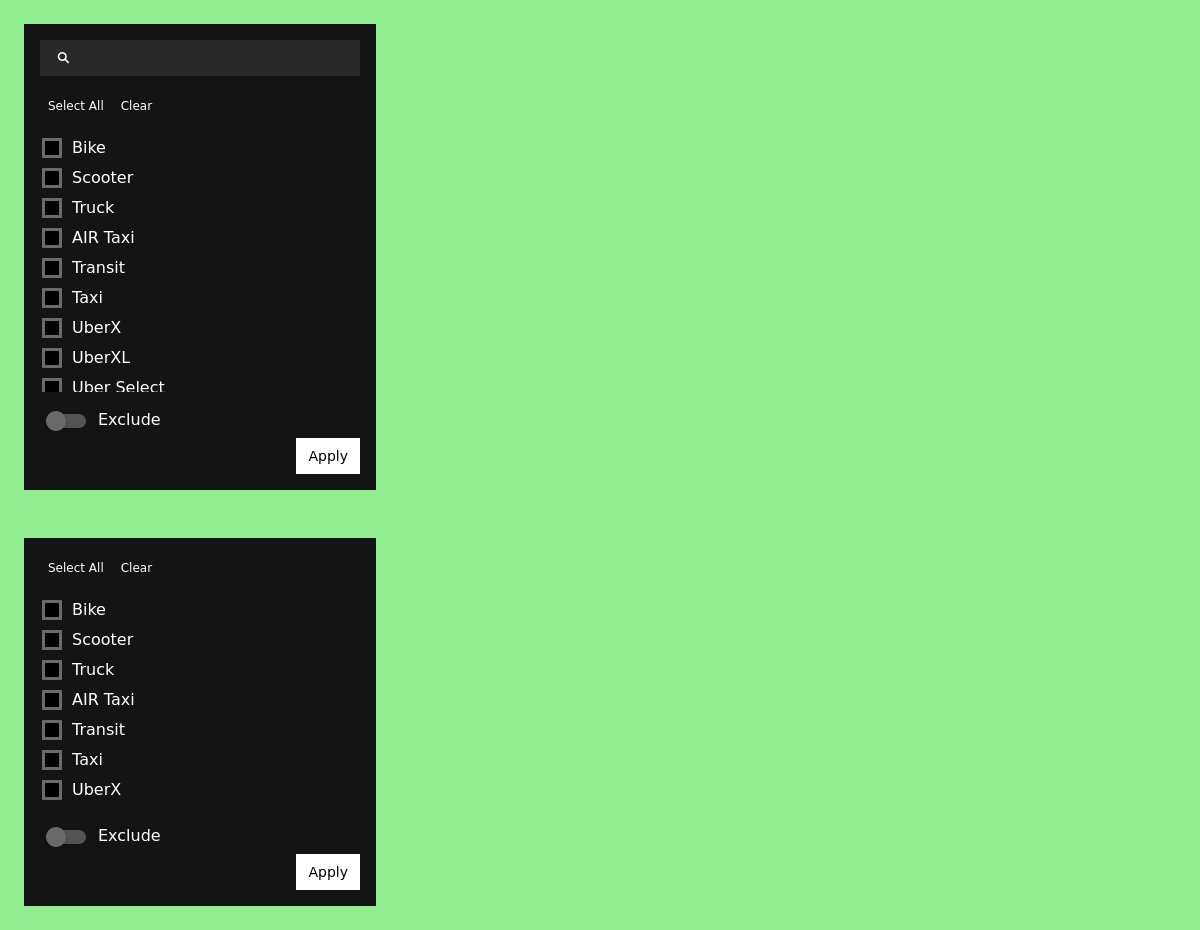 Select All Clear
Bike
Scooter
Truck
AIR Taxi
Transit
Taxi
UberX
UberXL
Uber Select
Exclude
Apply
Select All Clear
Bike
Scooter
Truck
AIR Taxi
Transit
Taxi
UberX
Exclude
Apply